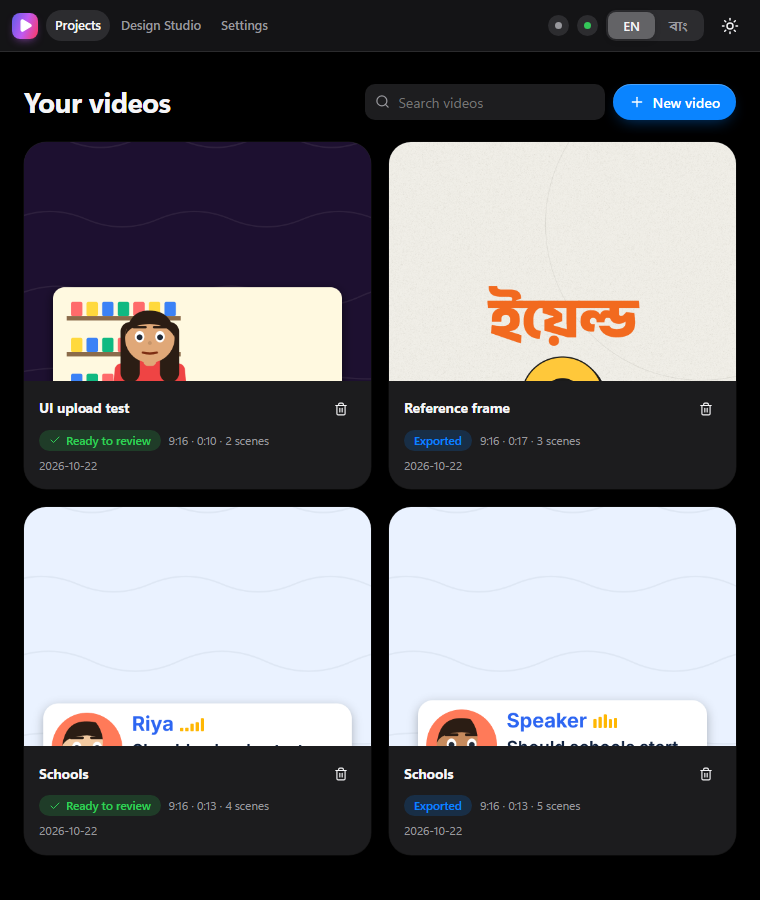 Projects Design Studio Settings EN বাং
Your videos
Search videos
New video
ইয়েল্ড
UI upload test
Ready to review 9:16 · 0:10 · 2 scenes
2026-10-22
Reference frame
Exported 9:16 · 0:17 · 3 scenes
2026-10-22
Riya
Schools
Ready to review 9:16 · 0:13 · 4 scenes
2026-10-22
Speaker
Should schools start
Schools
Exported 9:16 · 0:13 · 5 scenes
2026-10-22